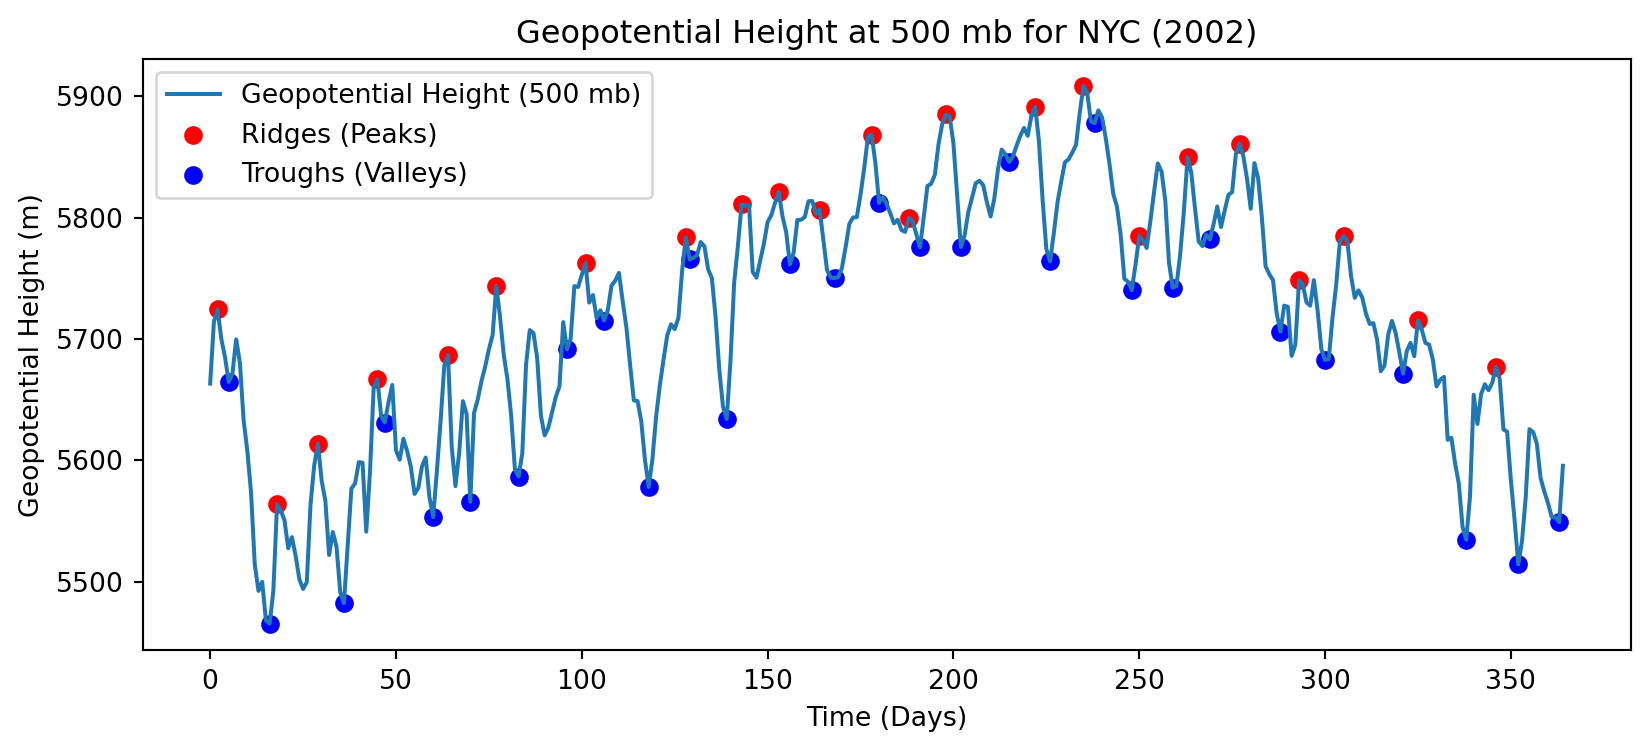 Geopotential Height at 500 mb for NYC (2002)
Geopotential Height (500 mb)
Ridges (Peaks)
Troughs (Valleys)
Geopotential Height (m)
5900
5800
5700
5600
5500
0 50 100 150 200 250 300 350
Time (Days)